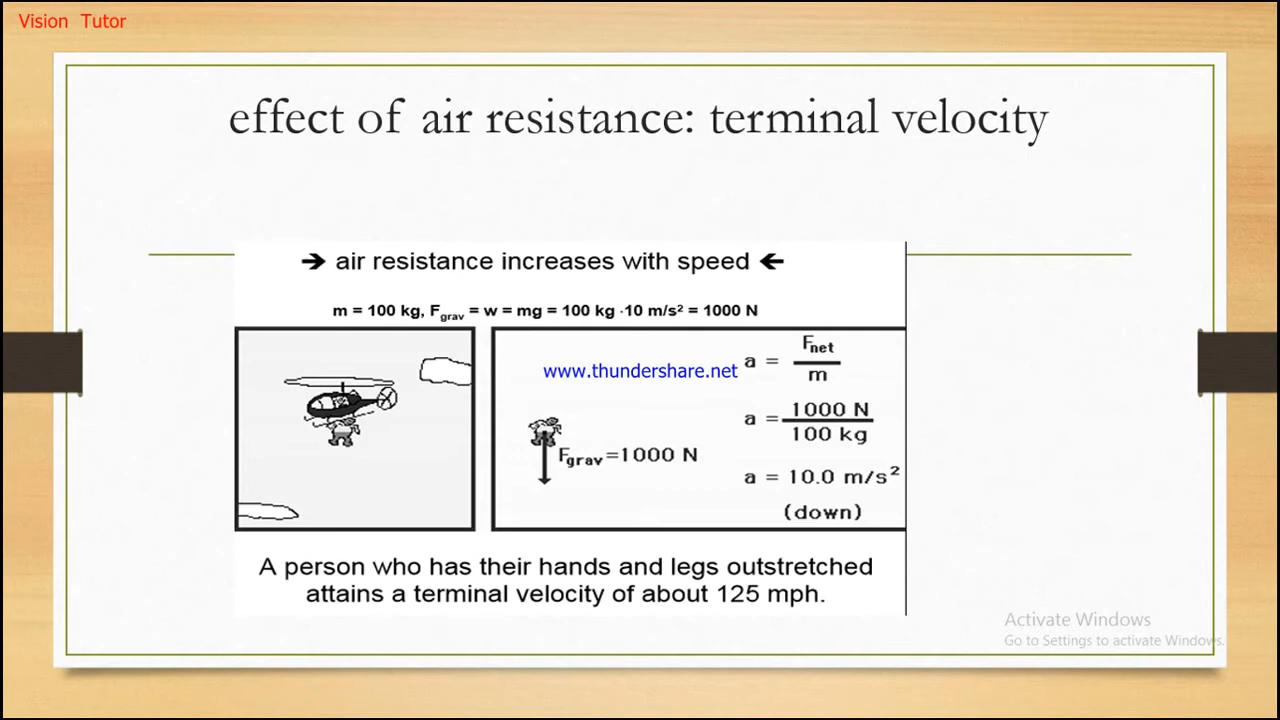 Vision Tutor
effect of air resistance: terminal velocity
→ air resistance increases with speed ←
m = 100 kg, Fgrav = w = mg = 100 kg ·10 m/s² = 1000 N
www.thundershare.net
a = Fnet / m
a = 1000 N / 100 kg
Fgrav=1000 N
a = 10.0 m/s²
(down)
A person who has their hands and legs outstretched
attains a terminal velocity of about 125 mph.
Activate Windows
Go to Settings to activate Windows.